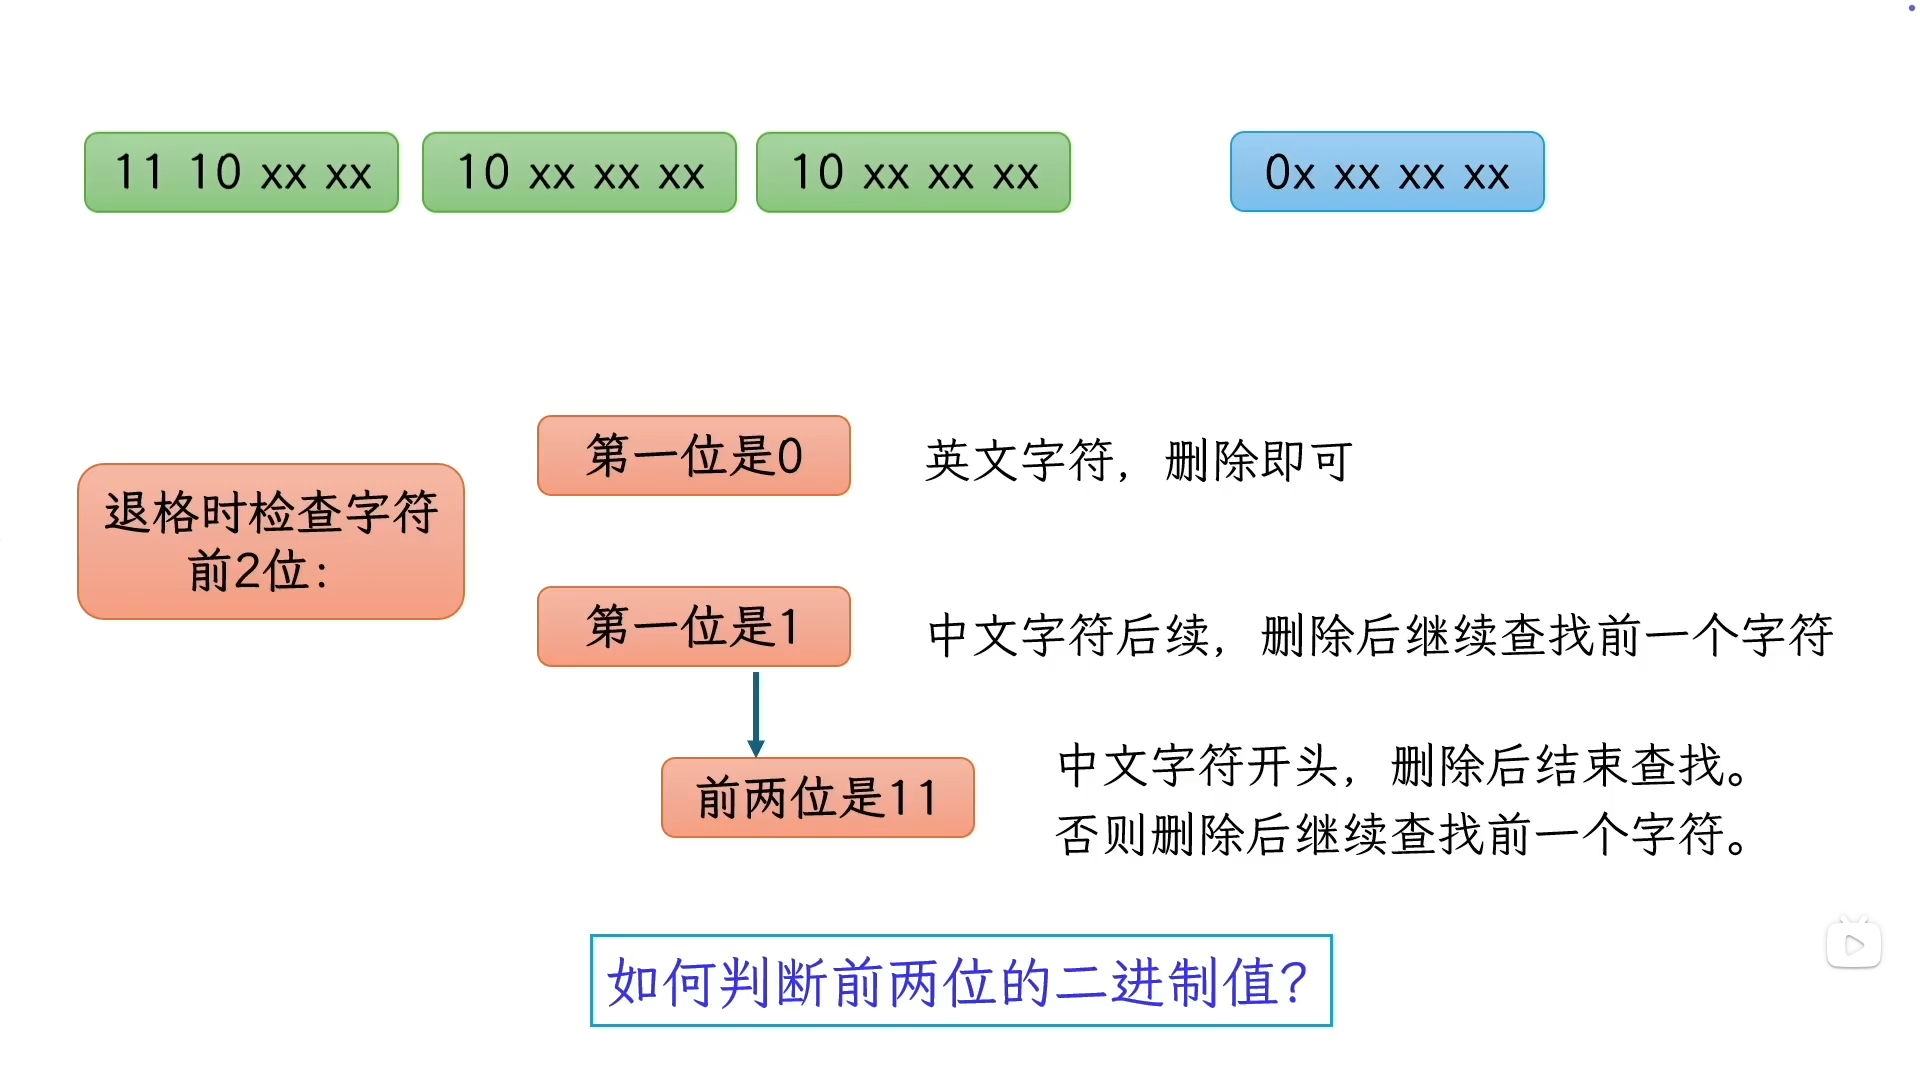 11 10 xx xx
10 xx xx xx
10 xx xx xx
0x xx xx xx
退格时检查字符
前2位：
第一位是0
英文字符，删除即可
第一位是1
中文字符后续，删除后继续查找前一个字符
前两位是11
中文字符开头，删除后结束查找。
否则删除后继续查找前一个字符。
如何判断前两位的二进制值？